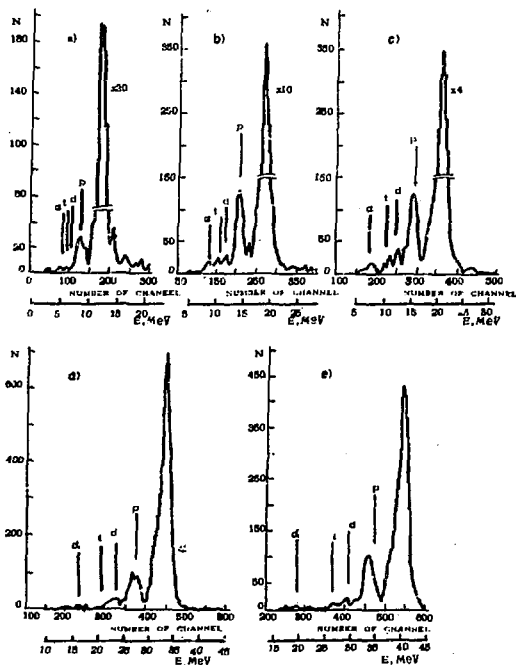 N
a)
x20
180
140
100
80
50
20
0
α
t
d
p
0 100 200 300
NUMBER OF CHANNEL
0 5 10 15 20
E, MeV
N
b)
x10
350
250
150
50
0
α
t
d
p
50 150 250 350
NUMBER OF CHANNEL
5 10 15 20 25
E, MeV
N
c)
x4
350
250
150
50
0
α
t
d
p
100 200 300 400 500
NUMBER OF CHANNEL
5 10 15 20 30
E, MeV
N
d)
600
400
200
0
t
d
p
100 200 300 400 500 600
NUMBER OF CHANNEL
10 15 20 25 30 35 40 45
E, MeV
N
e)
450
350
250
150
50
0
d
p
200 300 400 500 600
NUMBER OF CHANNEL
15 20 25 30 35 40 45
E, MeV